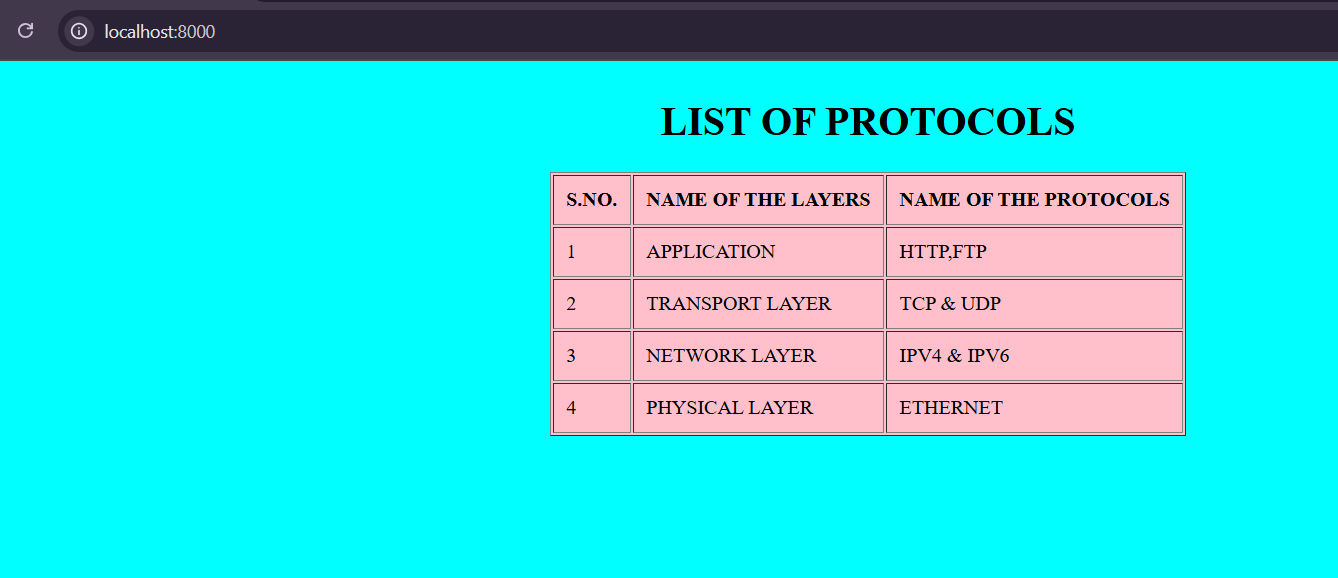 localhost:8000
LIST OF PROTOCOLS
S.NO. NAME OF THE LAYERS NAME OF THE PROTOCOLS
1 APPLICATION HTTP,FTP
2 TRANSPORT LAYER TCP & UDP
3 NETWORK LAYER IPV4 & IPV6
4 PHYSICAL LAYER ETHERNET